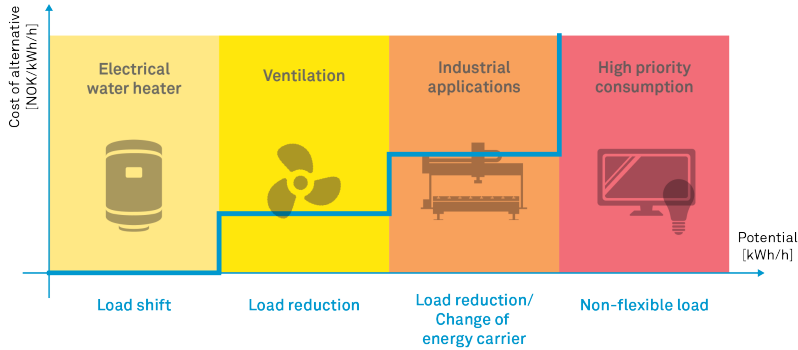 Cost of alternative
[NOK/kWh/h]
Electrical
water heater
Ventilation
Industrial
applications
High priority
consumption
Potential
[kWh/h]
Load shift
Load reduction
Load reduction/
Change of
energy carrier
Non-flexible load